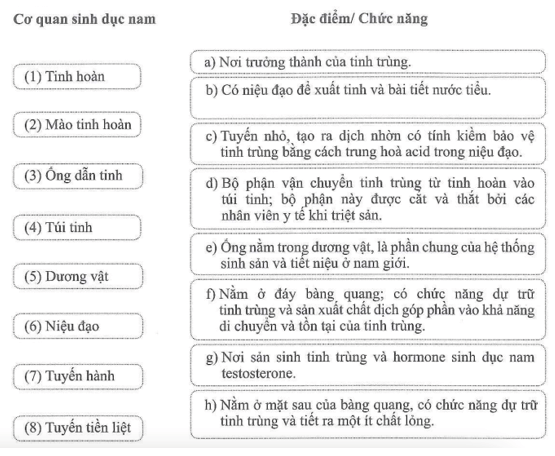 Cơ quan sinh dục nam
Đặc điểm/ Chức năng
(1) Tinh hoàn
(2) Mào tinh hoàn
(3) Ống dẫn tinh
(4) Túi tinh
(5) Dương vật
(6) Niệu đạo
(7) Tuyến hành
(8) Tuyến tiền liệt
a) Nơi trưởng thành của tinh trùng.
b) Có niệu đạo để xuất tinh và bài tiết nước tiểu.
c) Tuyến nhỏ, tạo ra dịch nhờn có tính kiềm bảo vệ
tinh trùng bằng cách trung hoà acid trong niệu đạo.
d) Bộ phận vận chuyển tinh trùng từ tinh hoàn vào
túi tinh; bộ phận này được cắt và thắt bởi các
nhân viên y tế khi triệt sản.
e) Ống nằm trong dương vật, là phần chung của hệ thống
sinh sản và tiết niệu ở nam giới.
f) Nằm ở đáy bàng quang; có chức năng dự trữ
tinh trùng và sản xuất chất dịch góp phần vào khả năng
di chuyển và tồn tại của tinh trùng.
g) Nơi sản sinh tinh trùng và hormone sinh dục nam
testosterone.
h) Nằm ở mặt sau của bàng quang, có chức năng dự trữ
tinh trùng và tiết ra một ít chất lỏng.